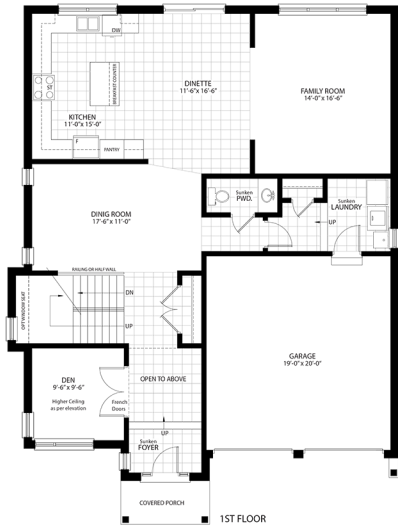 DW
DINETTE
11'-6"x 16'-6"
FAMILY ROOM
14'-0"x 16'-6"
ST
BREAKFAST COUNTER
KITCHEN
11'-0"x 15'-0"
F
PANTRY
Sunken
PWD.
Sunken
LAUNDRY
UP
DINIG ROOM
17'-6"x 11'-0"
RAILING OR HALF WALL
DN
UP
OPT WINDOW SEAT
GARAGE
19'-0"x 20'-0"
DEN
9'-6"x 9'-6"
Higher Ceiling
as per elevation
French
Doors
OPEN TO ABOVE
UP
Sunken
FOYER
COVERED PORCH
1ST FLOOR